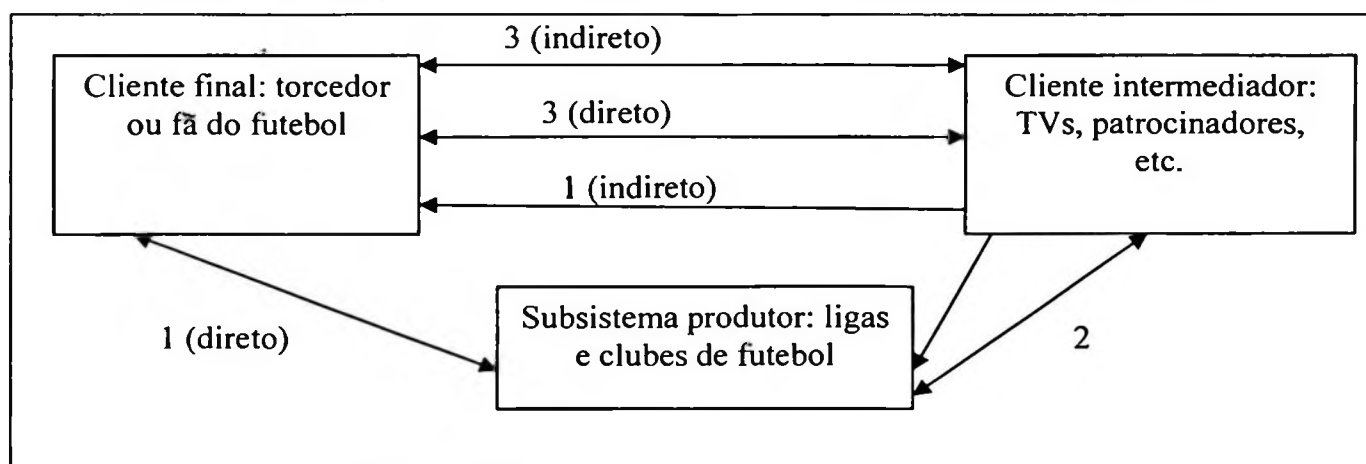 3 (indireto)
Cliente final: torcedor
ou fã do futebol
3 (direto)
1 (indireto)
Cliente intermediador:
TVs, patrocinadores,
etc.
1 (direto)
Subsistema produtor: ligas
e clubes de futebol
2